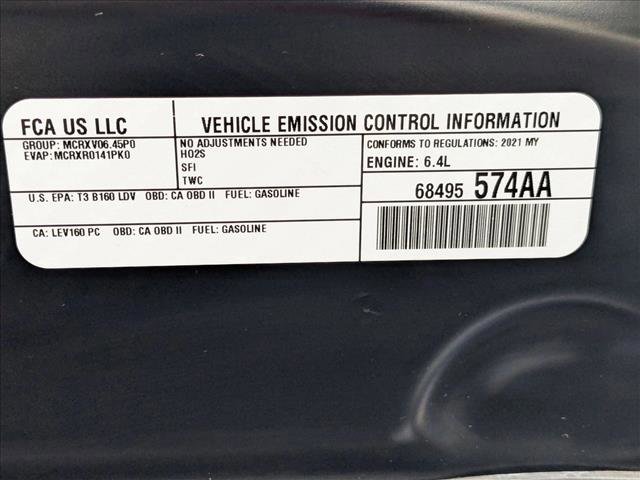 FCA US LLC
VEHICLE EMISSION CONTROL INFORMATION
GROUP: MCRXV06.45P0
EVAP: MCRXR0141PK0
NO ADJUSTMENTS NEEDED
HO2S
SFI
TWC
CONFORMS TO REGULATIONS: 2021 MY
ENGINE: 6.4L
68495 574AA
U.S. EPA: T3 B160 LDV OBD: CA OBD II FUEL: GASOLINE
CA: LEV160 PC OBD: CA OBD II FUEL: GASOLINE